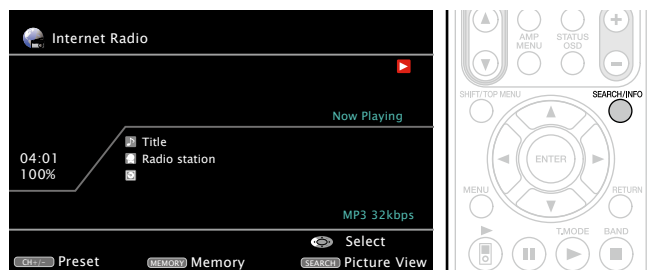 Internet Radio
Now Playing
Title
Radio station
04:01
100%
MP3 32kbps
Select
CH+/- Preset
MEMORY Memory
SEARCH Picture View
AMP
MENU
STATUS
OSD
+
−
SHIFT/TOP MENU
SEARCH/INFO
ENTER
MENU
RETURN
T.MODE
BAND